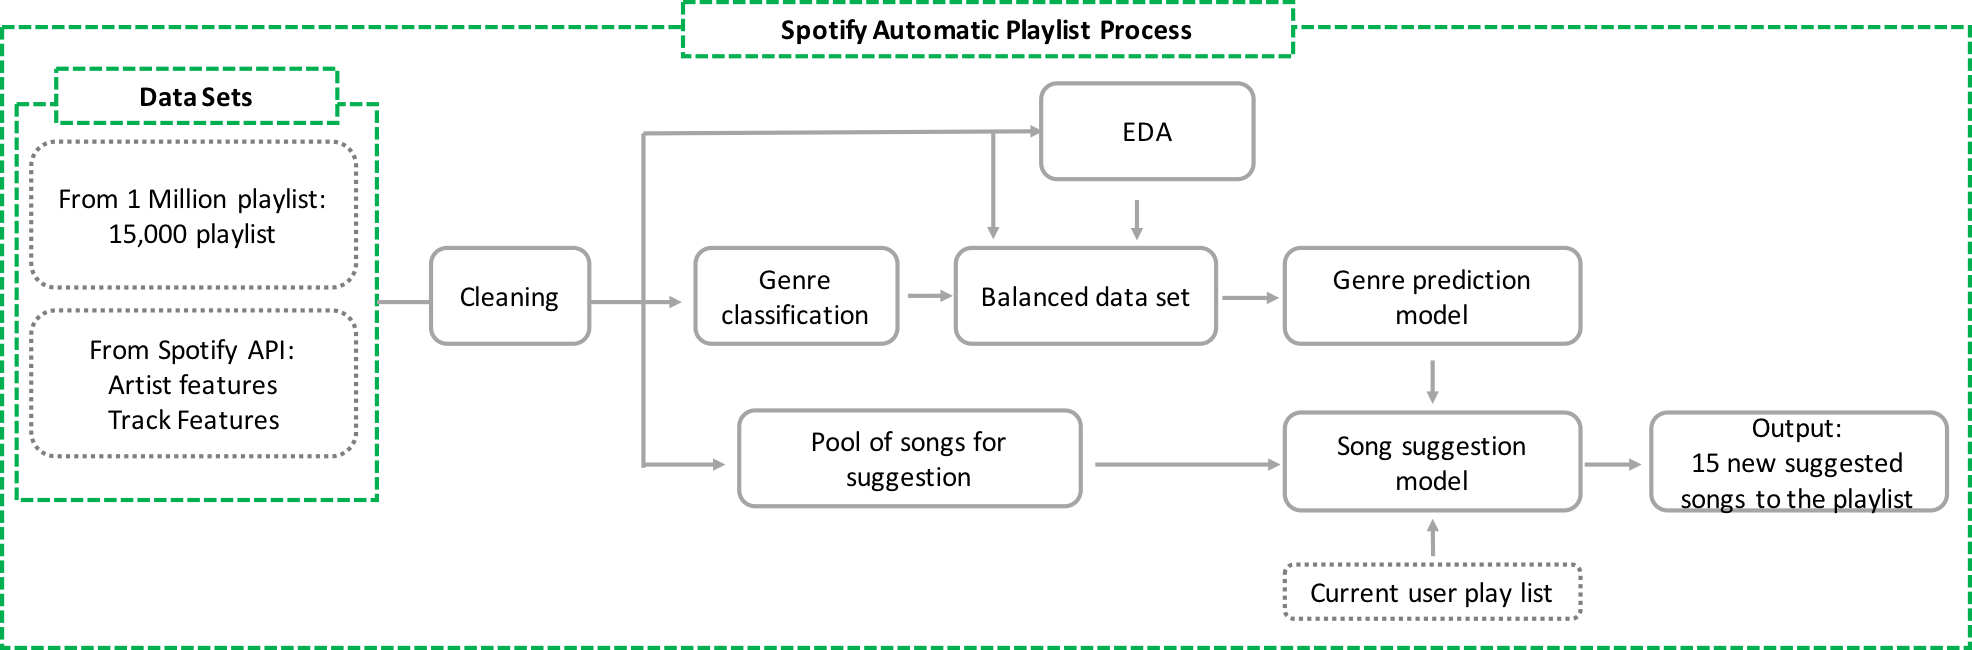 Spotify Automatic Playlist Process
Data Sets
From 1 Million playlist:
15,000 playlist
From Spotify API:
Artist features
Track Features
Cleaning
EDA
Genre
classification
Balanced data set
Genre prediction
model
Pool of songs for
suggestion
Song suggestion
model
Output:
15 new suggested
songs to the playlist
Current user play list